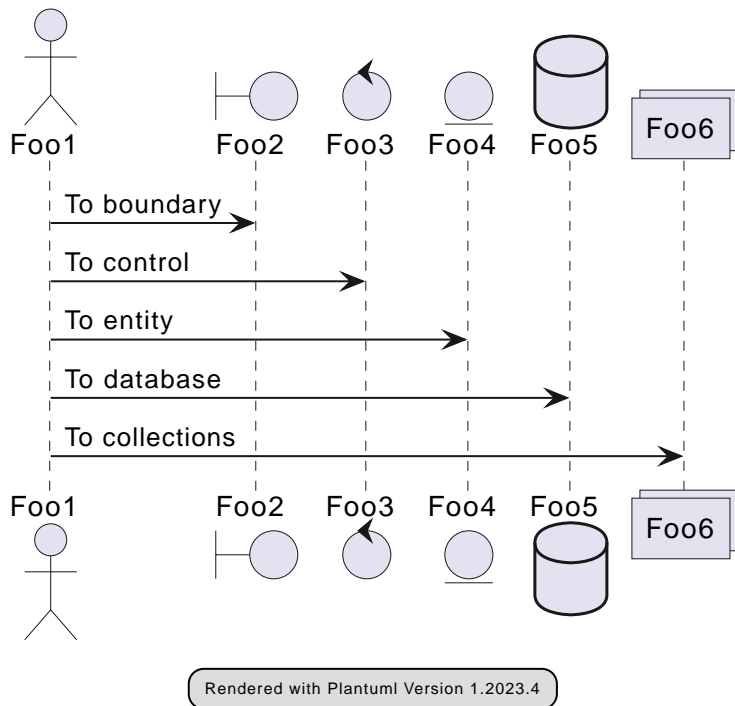 Foo1 Foo2 Foo3 Foo4 Foo5 Foo6
To boundary
To control
To entity
To database
To collections
Foo1 Foo2 Foo3 Foo4 Foo5 Foo6
Rendered with Plantuml Version 1.2023.4